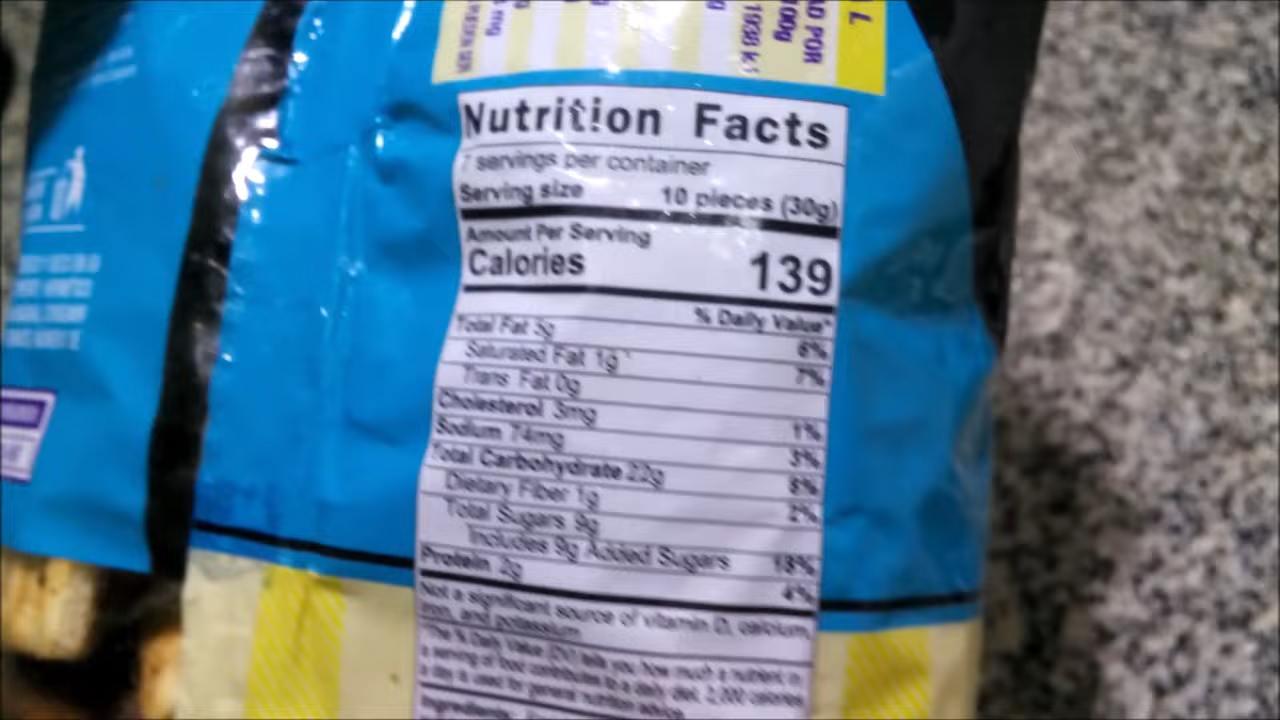 AD POR
100g
Nutrition Facts
7 servings per container
Serving size 10 pieces (30g)
Amount Per Serving
Calories 139
% Daily Value*
Total Fat 5g 6%
Saturated Fat 1g 7%
Trans Fat 0g
Cholesterol 3mg 1%
Sodium 74mg 3%
Total Carbohydrate 22g 8%
Dietary Fiber 1g 2%
Total Sugars 9g
Includes 9g Added Sugars 18%
Protein 2g 4%
Not a significant source of vitamin D, calcium,
iron, and potassium
*The % Daily Value (DV) tells you how much a nutrient in
a serving of food contributes to a daily diet. 2,000 calories
a day is used for general nutrition advice.
Ingredients: